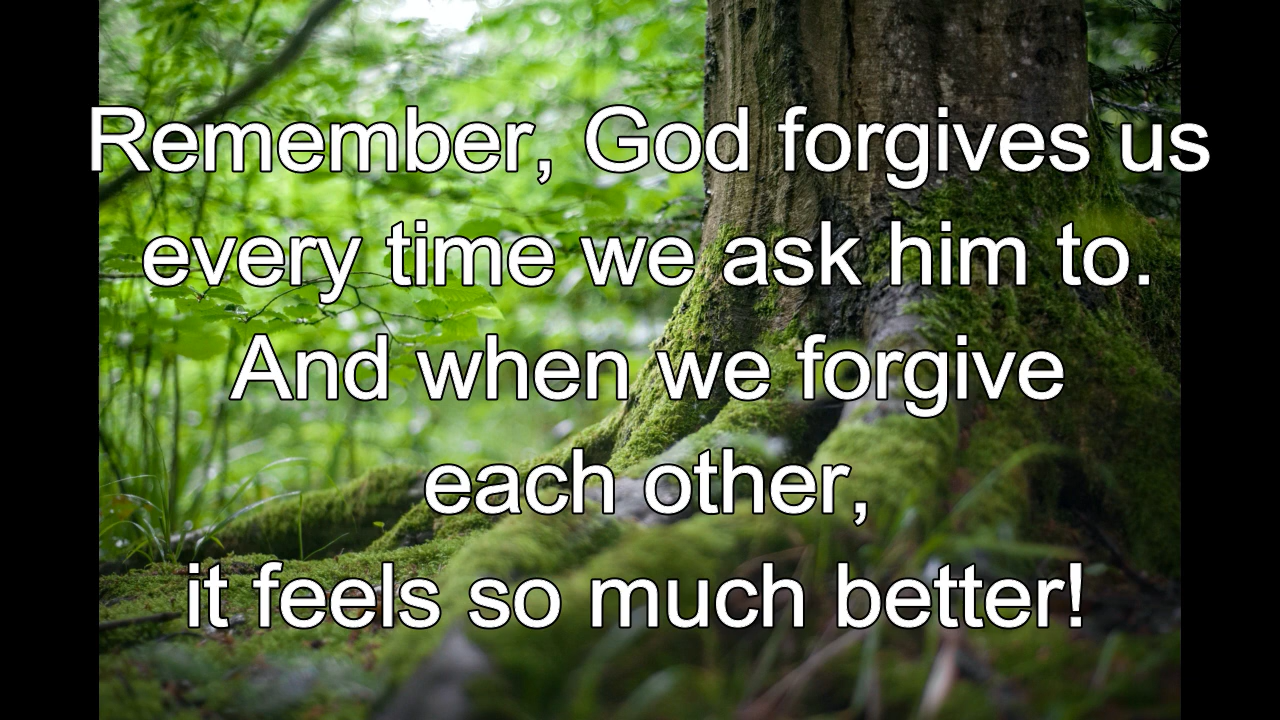 Remember, God forgives us
every time we ask him to.
And when we forgive
each other,
it feels so much better!